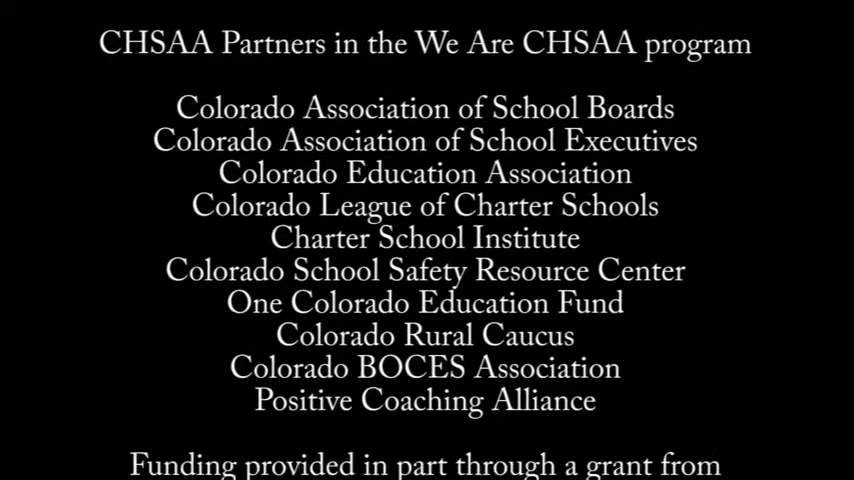 CHSAA Partners in the We Are CHSAA program
Colorado Association of School Boards
Colorado Association of School Executives
Colorado Education Association
Colorado League of Charter Schools
Charter School Institute
Colorado School Safety Resource Center
One Colorado Education Fund
Colorado Rural Caucus
Colorado BOCES Association
Positive Coaching Alliance
Funding provided in part through a grant from